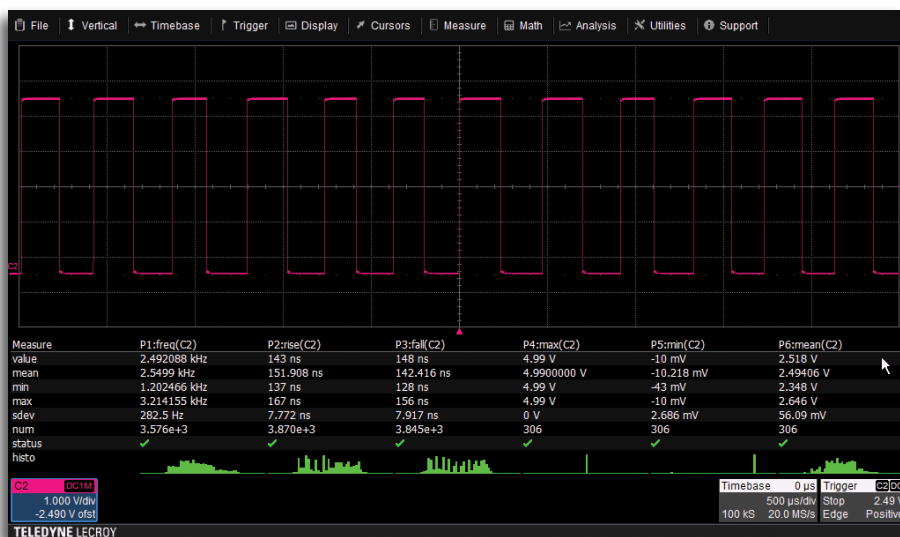 File Vertical Timebase Trigger Display Cursors Measure Math Analysis Utilities Support
C2
Measure P1:freq(C2) P2:rise(C2) P3:fall(C2) P4:max(C2) P5:min(C2) P6:mean(C2)
value 2.492088 kHz 143 ns 148 ns 4.99 V -10 mV 2.518 V
mean 2.5499 kHz 151.908 ns 142.416 ns 4.9900000 V -10.218 mV 2.49406 V
min 1.202466 kHz 137 ns 128 ns 4.99 V -43 mV 2.348 V
max 3.214155 kHz 167 ns 156 ns 4.99 V -10 mV 2.646 V
sdev 282.5 Hz 7.772 ns 7.917 ns 0 V 2.686 mV 56.09 mV
num 3.576e+3 3.870e+3 3.845e+3 306 306 306
status
histo
C2 DC1M
1.000 V/div
-2.490 V ofst
Timebase 0 µs
500 µs/div
100 kS 20.0 MS/s
Trigger C2 DC
Stop 2.49 V
Edge Positive
TELEDYNE LECROY